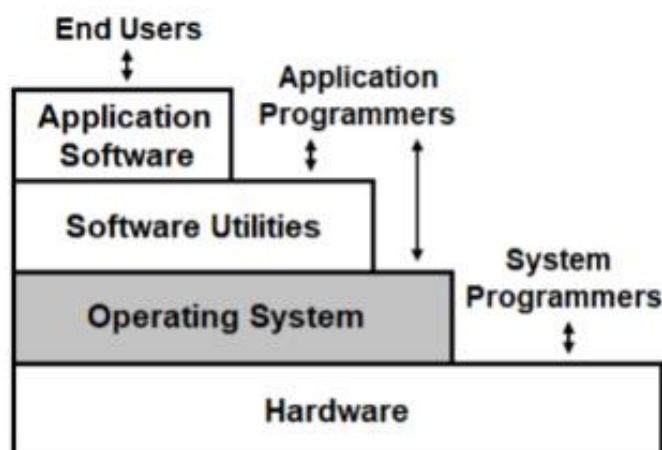 End Users
Application
Programmers
Application
Software
Software Utilities
System
Programmers
Operating System
Hardware